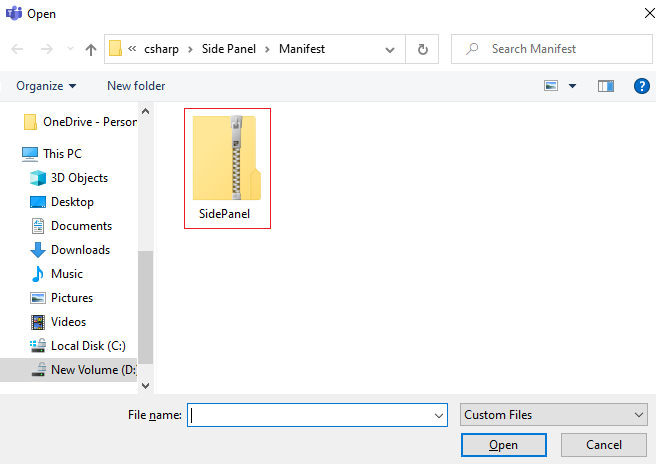 Open
csharp Side Panel Manifest Search Manifest
Organize New folder
OneDrive - Person
This PC
3D Objects
Desktop
Documents
Downloads
Music
Pictures
Videos
Local Disk (C:)
New Volume (D:)
SidePanel
File name: Custom Files
Open Cancel